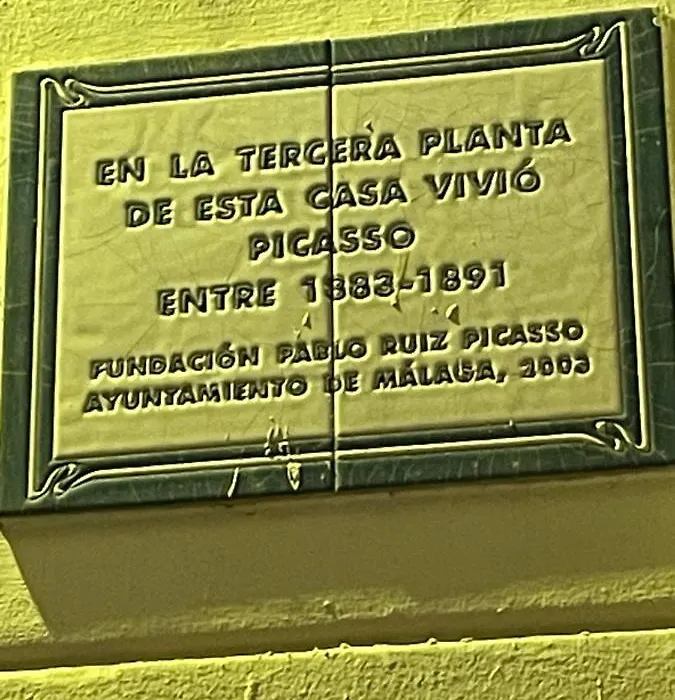 EN LA TERCERA PLANTA
DE ESTA CASA VIVIÓ
PICASSO
ENTRE 1883-1891
FUNDACIÓN PABLO RUIZ PICASSO
AYUNTAMIENTO DE MÁLAGA, 2003